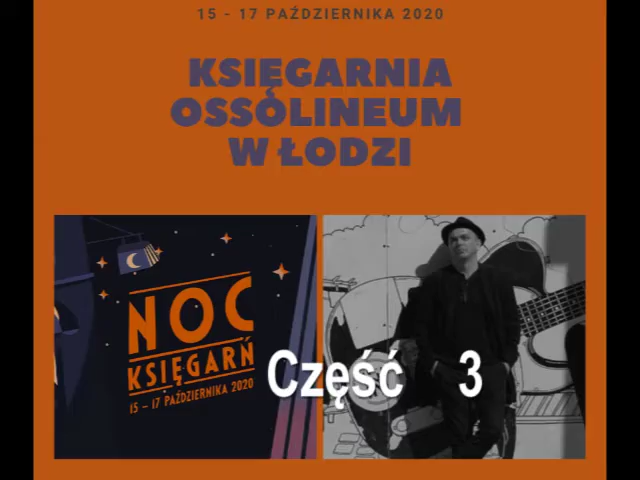 15 - 17 PAŹDZIERNIKA 2020
KSIĘGARNIA
OSSOLINEUM
W ŁODZI
NOC
KSIĘGARŃ
15 – 17 PAŹDZIERNIKA 2020
Część 3